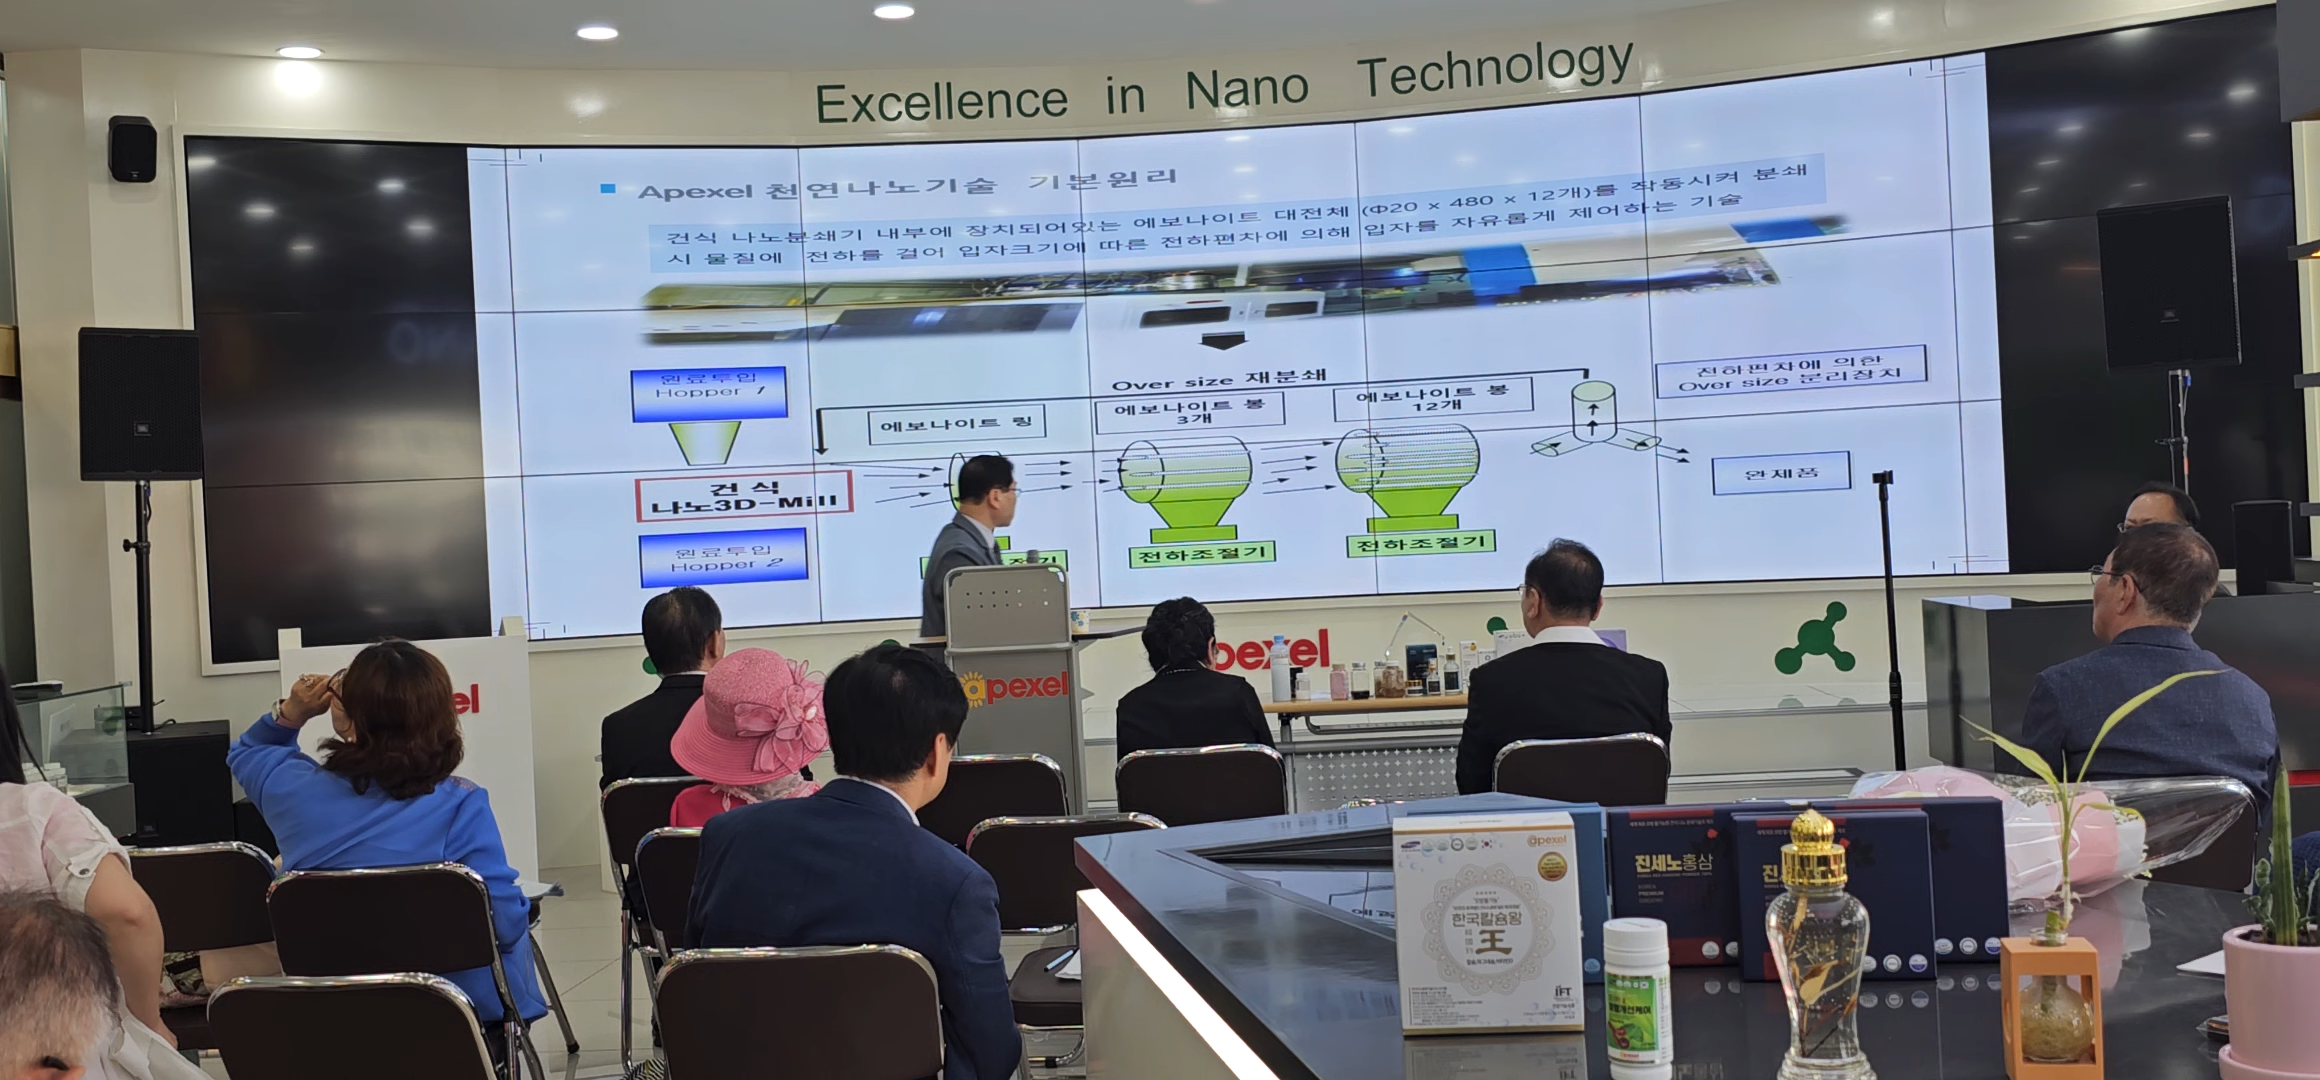 Excellence in Nano Technology
Apexel 천연나노기술 기본원리
건식 나노분쇄기 내부에 장치되어있는 에보나이트 대전체 (Φ20 × 480 × 12개)를 작동시켜 분쇄
시 물질에 전하를 걸어 입자크기에 따른 전하편차에 의해 입자를 자유롭게 제어하는 기술
Over size 재분쇄
원료투입
Hopper 1
에보나이트 링
에보나이트 봉
3개
에보나이트 봉
12개
전하편차에 의한
Over size 분리장치
건 식
나노3D-Mill
완제품
원료투입
Hopper 2
전하조절기
전하조절기
apexel
pexel
el
apexel
한국칼슘왕
王
IFT
진세노홍삼
진